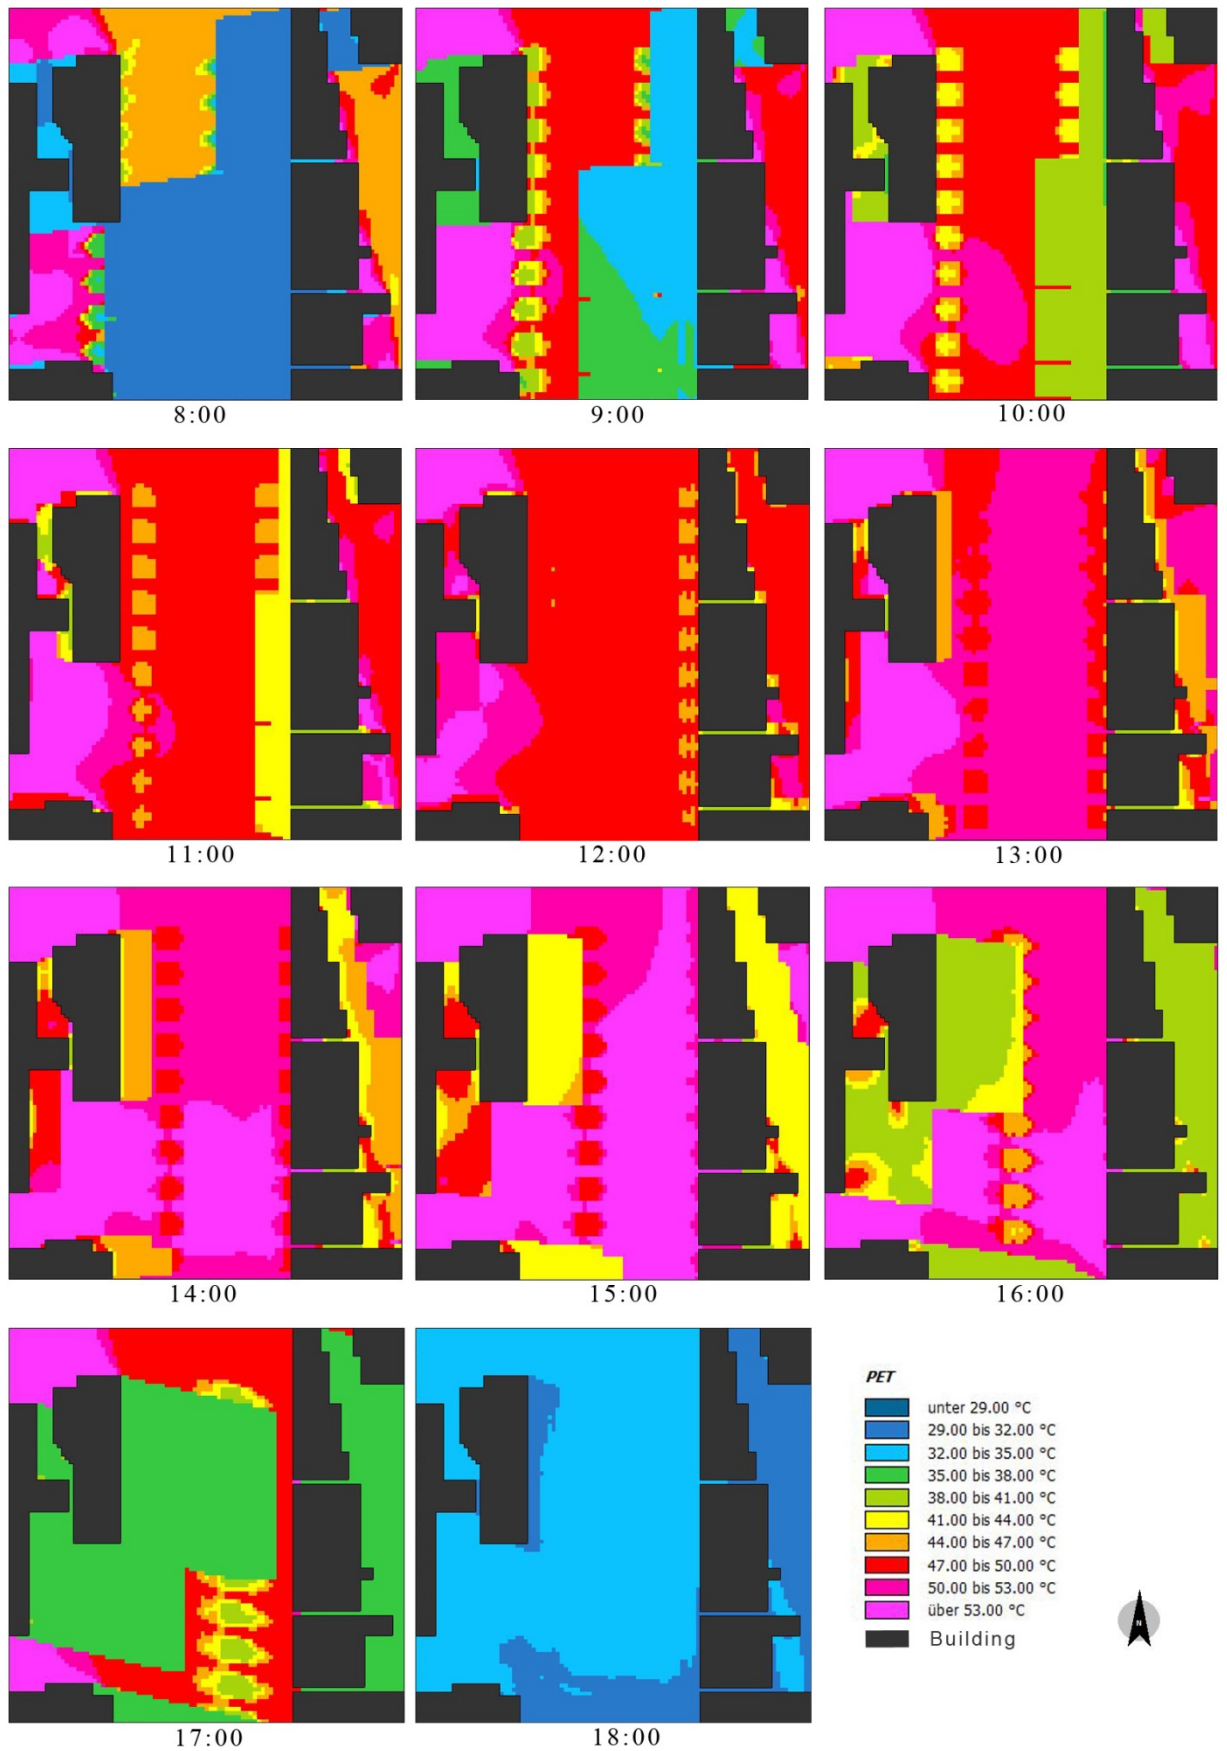 8:00
9:00
10:00
11:00
12:00
13:00
14:00
15:00
16:00
17:00
18:00
PET
unter 29.00 °C
29.00 bis 32.00 °C
32.00 bis 35.00 °C
35.00 bis 38.00 °C
38.00 bis 41.00 °C
41.00 bis 44.00 °C
44.00 bis 47.00 °C
47.00 bis 50.00 °C
50.00 bis 53.00 °C
über 53.00 °C
Building
N